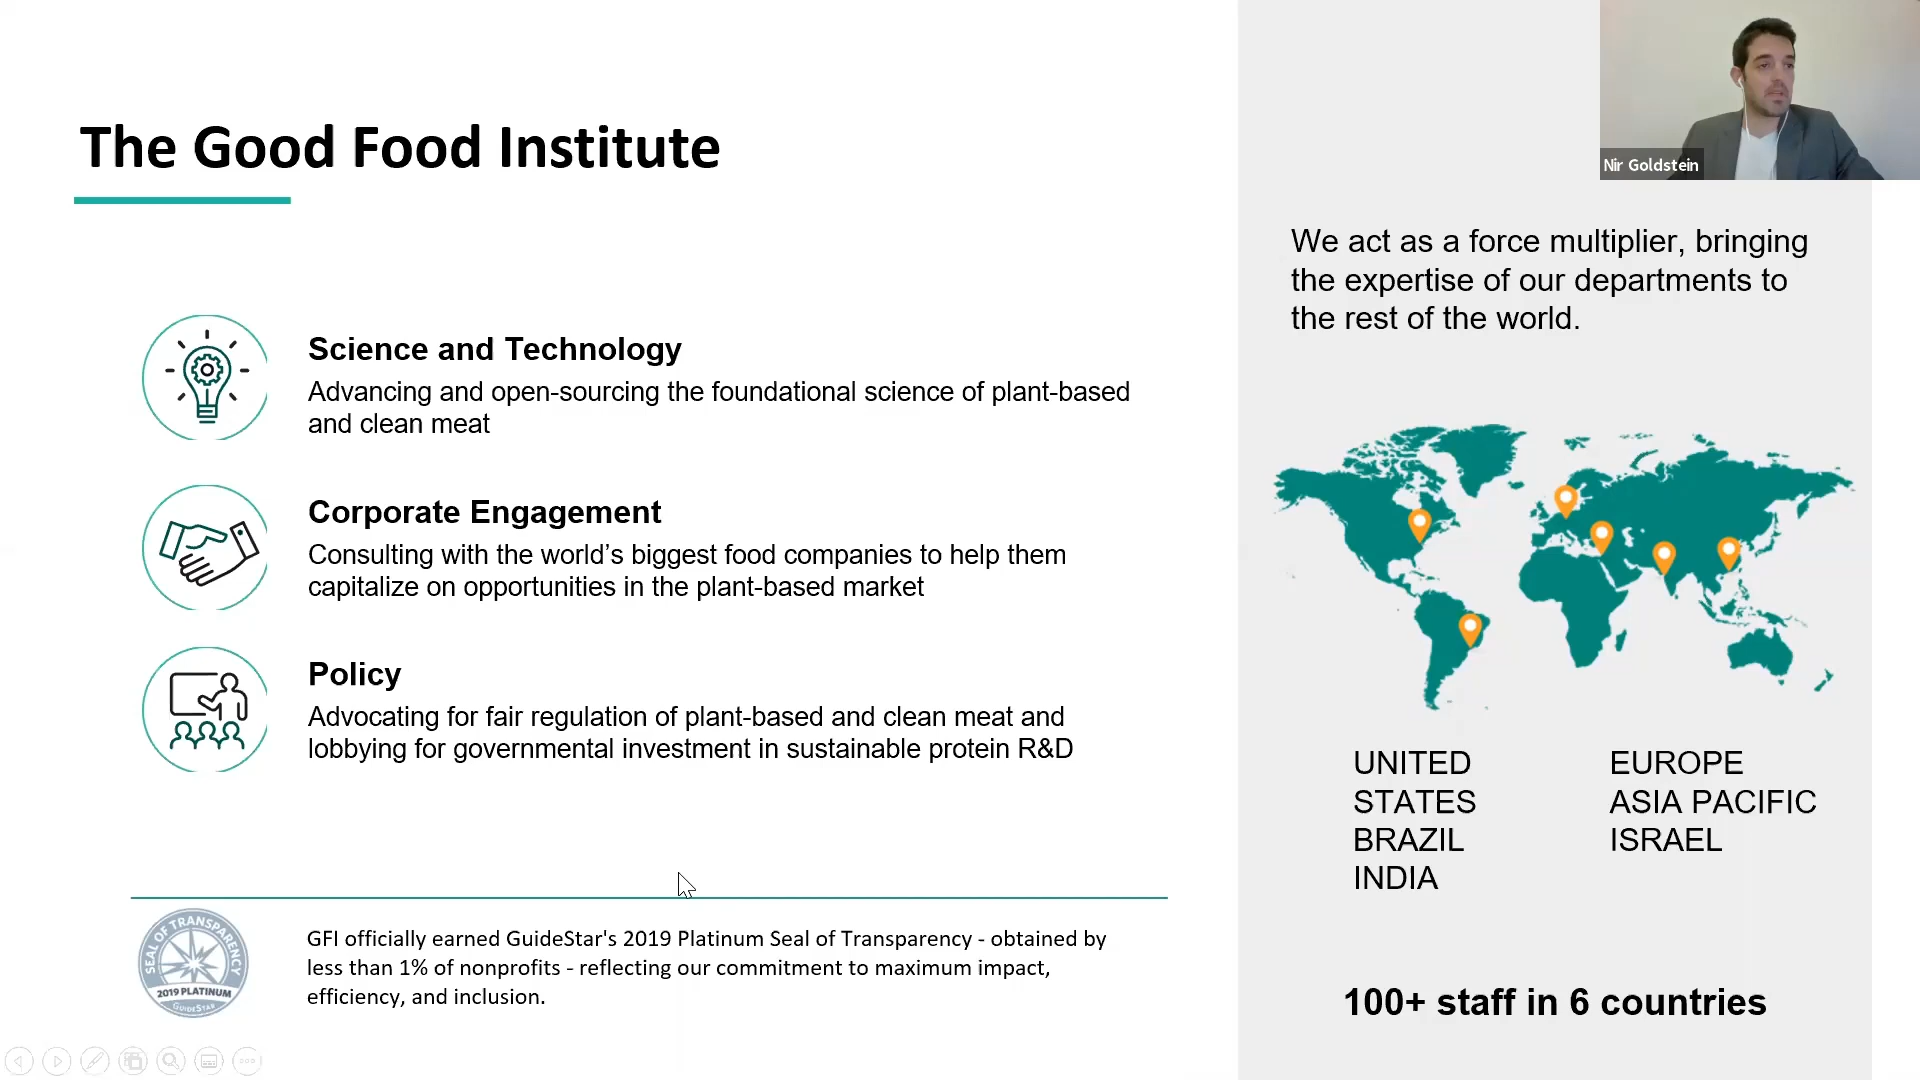 The Good Food Institute
Science and Technology
Advancing and open-sourcing the foundational science of plant-based
and clean meat
Corporate Engagement
Consulting with the world’s biggest food companies to help them
capitalize on opportunities in the plant-based market
Policy
Advocating for fair regulation of plant-based and clean meat and
lobbying for governmental investment in sustainable protein R&D
SEAL OF TRANSPARENCY
2019 PLATINUM
GUIDESTAR
GFI officially earned GuideStar's 2019 Platinum Seal of Transparency - obtained by
less than 1% of nonprofits - reflecting our commitment to maximum impact,
efficiency, and inclusion.
Nir Goldstein
We act as a force multiplier, bringing
the expertise of our departments to
the rest of the world.
UNITED
STATES
BRAZIL
INDIA
EUROPE
ASIA PACIFIC
ISRAEL
100+ staff in 6 countries